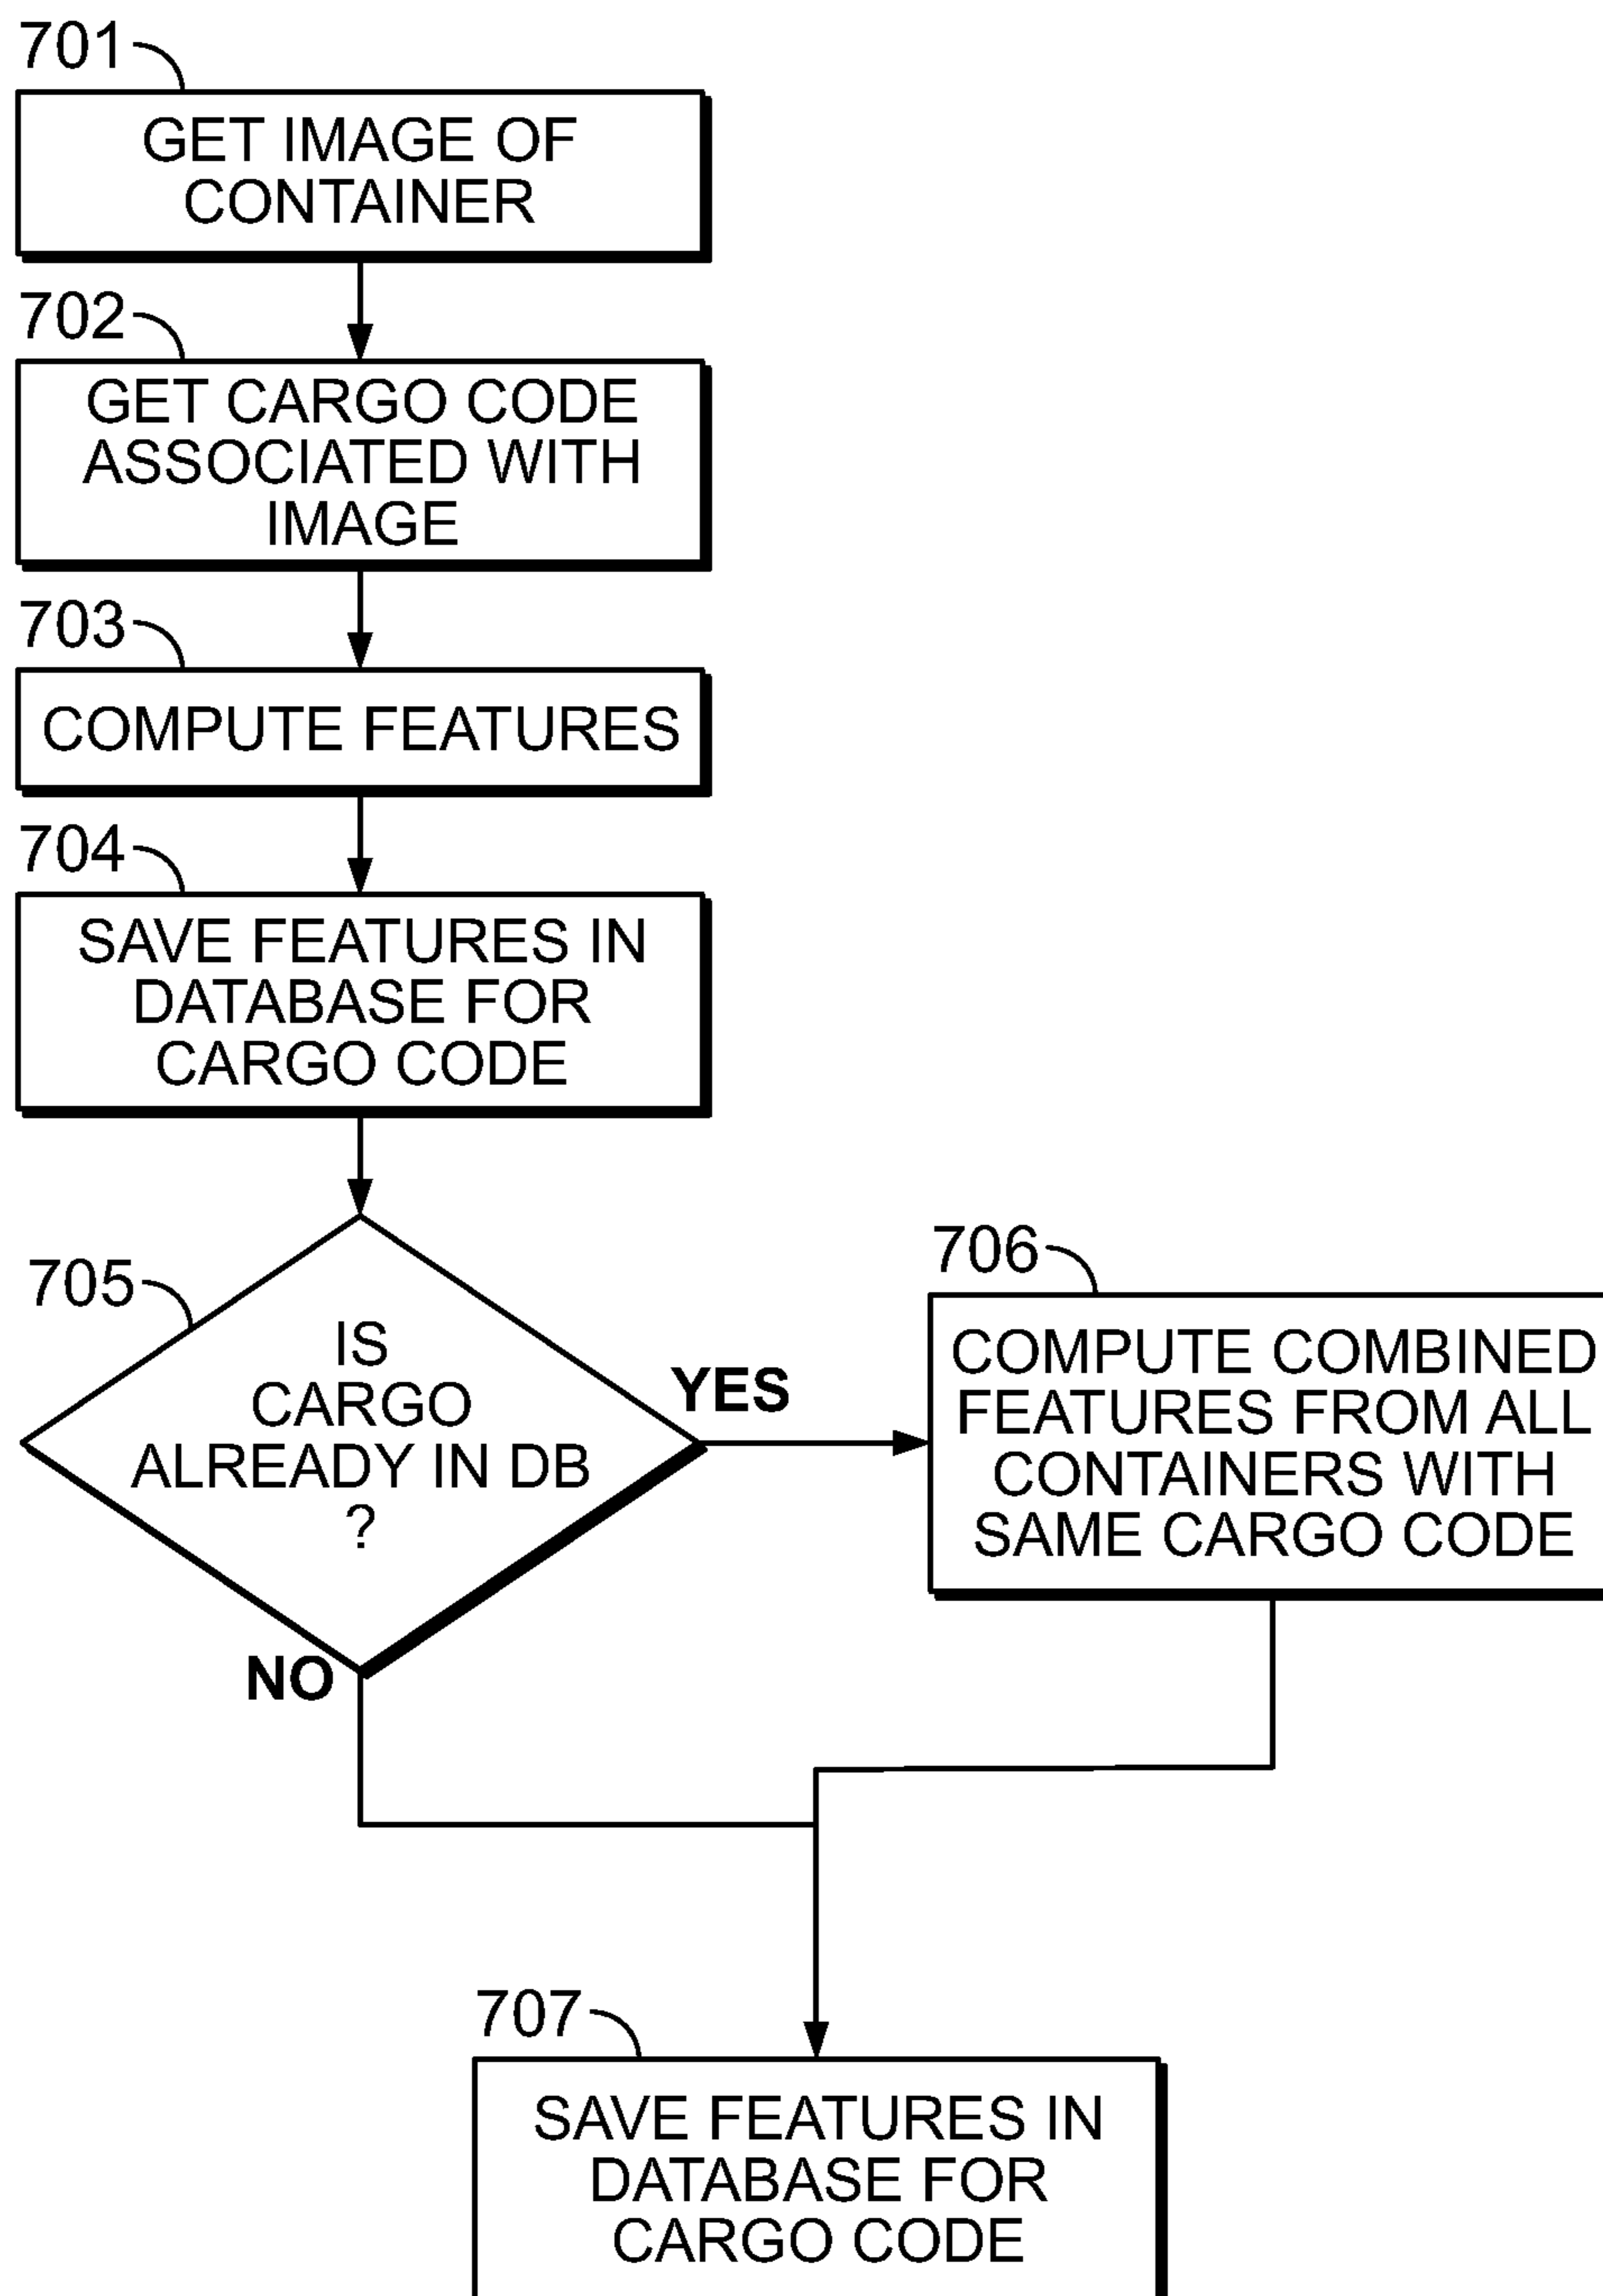 701
GET IMAGE OF
CONTAINER
702
GET CARGO CODE
ASSOCIATED WITH
IMAGE
703
COMPUTE FEATURES
704
SAVE FEATURES IN
DATABASE FOR
CARGO CODE
705
IS
CARGO
ALREADY IN DB
?
YES
NO
706
COMPUTE COMBINED
FEATURES FROM ALL
CONTAINERS WITH
SAME CARGO CODE
707
SAVE FEATURES IN
DATABASE FOR
CARGO CODE